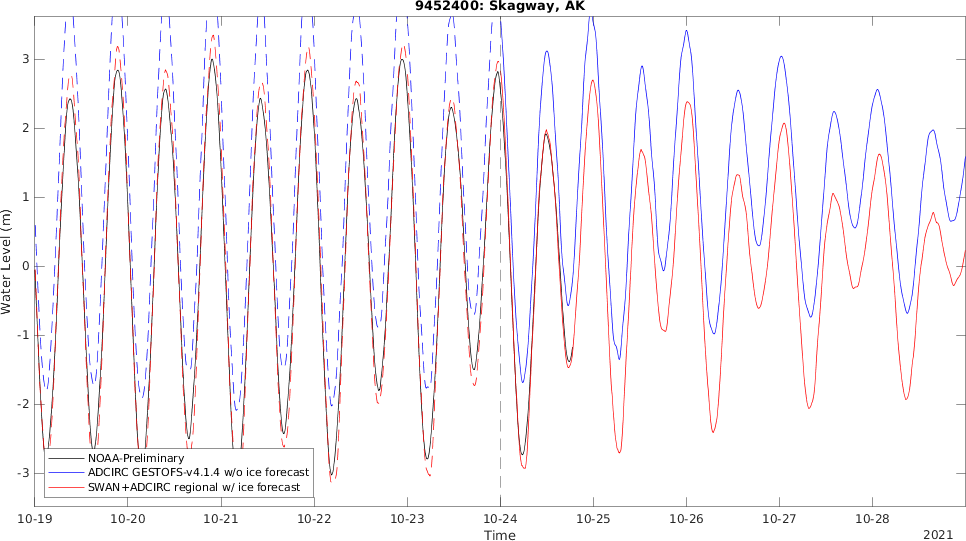 9452400: Skagway, AK
3
2
1
0
-1
-2
-3
Water Level (m)
NOAA-Preliminary
ADCIRC GESTOFS-v4.1.4 w/o ice forecast
SWAN+ADCIRC regional w/ ice forecast
10-19 10-20 10-21 10-22 10-23 10-24 10-25 10-26 10-27 10-28
Time
2021